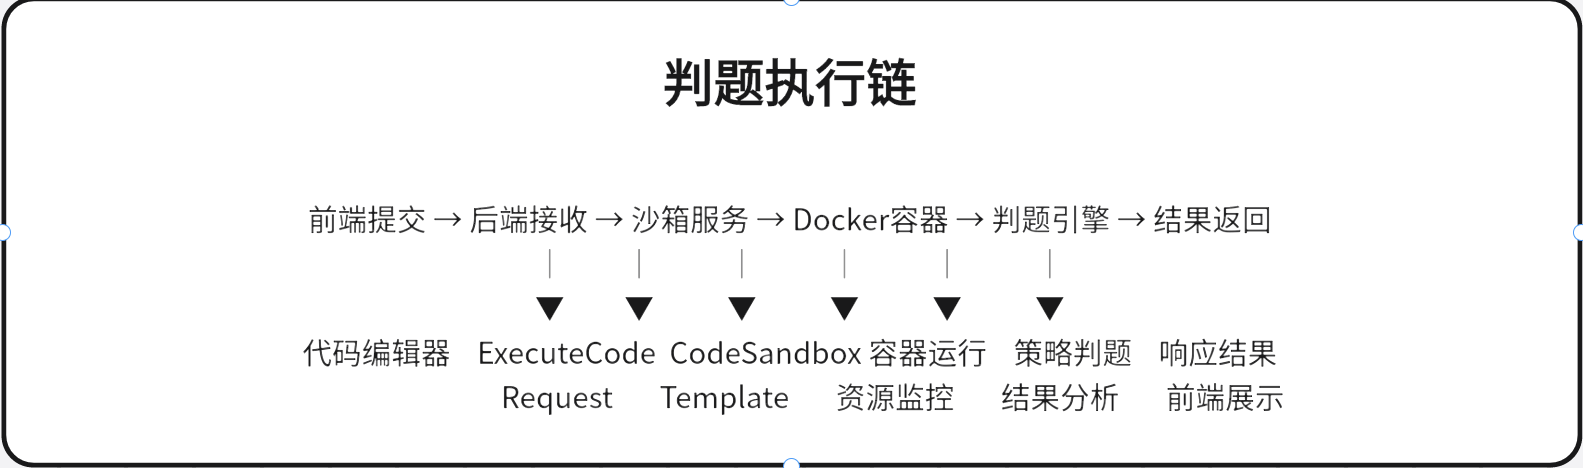 判题执行链
前端提交 → 后端接收 → 沙箱服务 → Docker容器 → 判题引擎 → 结果返回
代码编辑器 ExecuteCode CodeSandbox 容器运行 策略判题 响应结果
Request Template 资源监控 结果分析 前端展示